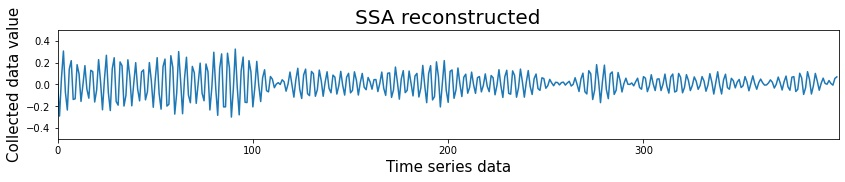 SSA reconstructed
Collected data value
0.4
0.2
0.0
−0.2
−0.4
0 100 200 300
Time series data